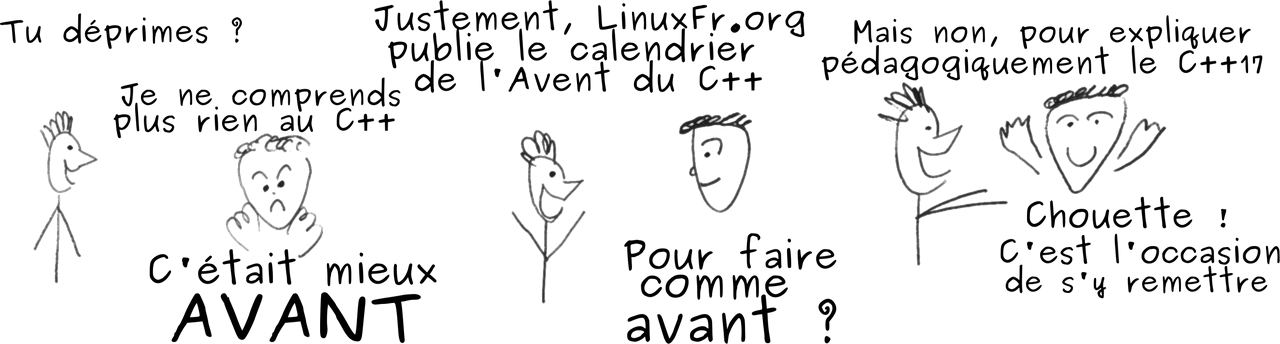 Tu déprimes ?
Je ne comprends
plus rien au C++
C'était mieux
AVANT
Justement, LinuxFr.org
publie le calendrier
de l'Avent du C++
Pour faire
comme
avant ?
Mais non, pour expliquer
pédagogiquement le C++17
Chouette !
C'est l'occasion
de s'y remettre